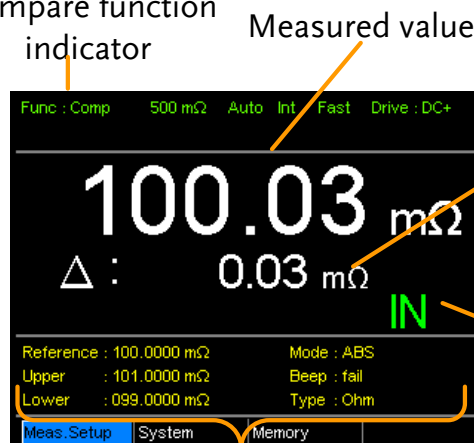 mpare function
indicator
Measured value
Func : Comp 500 mΩ Auto Int Fast Drive : DC+
100.03 mΩ
Δ : 0.03 mΩ
IN
Reference : 100.0000 mΩ Mode : ABS
Upper : 101.0000 mΩ Beep : fail
Lower : 099.0000 mΩ Type : Ohm
Meas.Setup System Memory